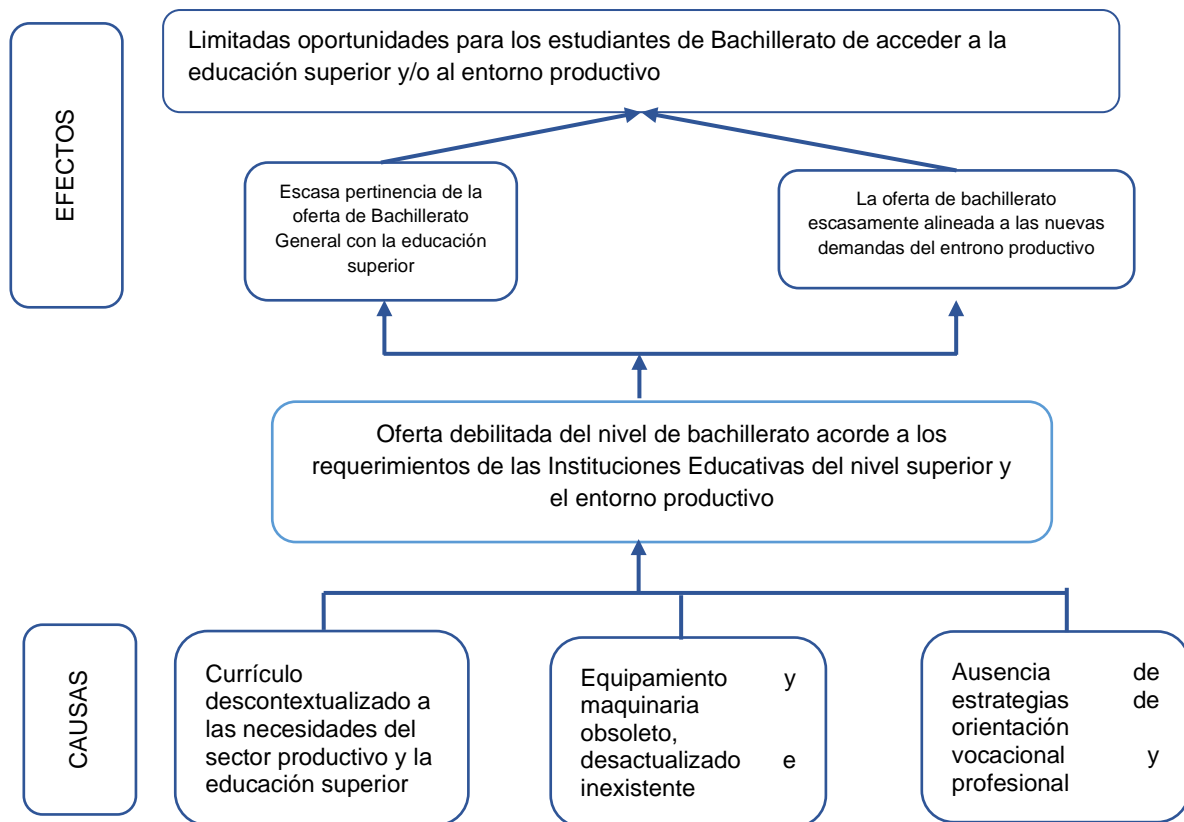 EFECTOS
Limitadas oportunidades para los estudiantes de Bachillerato de acceder a la
educación superior y/o al entorno productivo
Escasa pertinencia de la
oferta de Bachillerato
General con la educación
superior
La oferta de bachillerato
escasamente alineada a las nuevas
demandas del entrono productivo
Oferta debilitada del nivel de bachillerato acorde a los
requerimientos de las Instituciones Educativas del nivel superior y
el entorno productivo
CAUSAS
Currículo
descontextualizado a
las necesidades del
sector productivo y la
educación superior
Equipamiento y
maquinaria
obsoleto,
desactualizado e
inexistente
Ausencia de
estrategias de
orientación
vocacional y
profesional